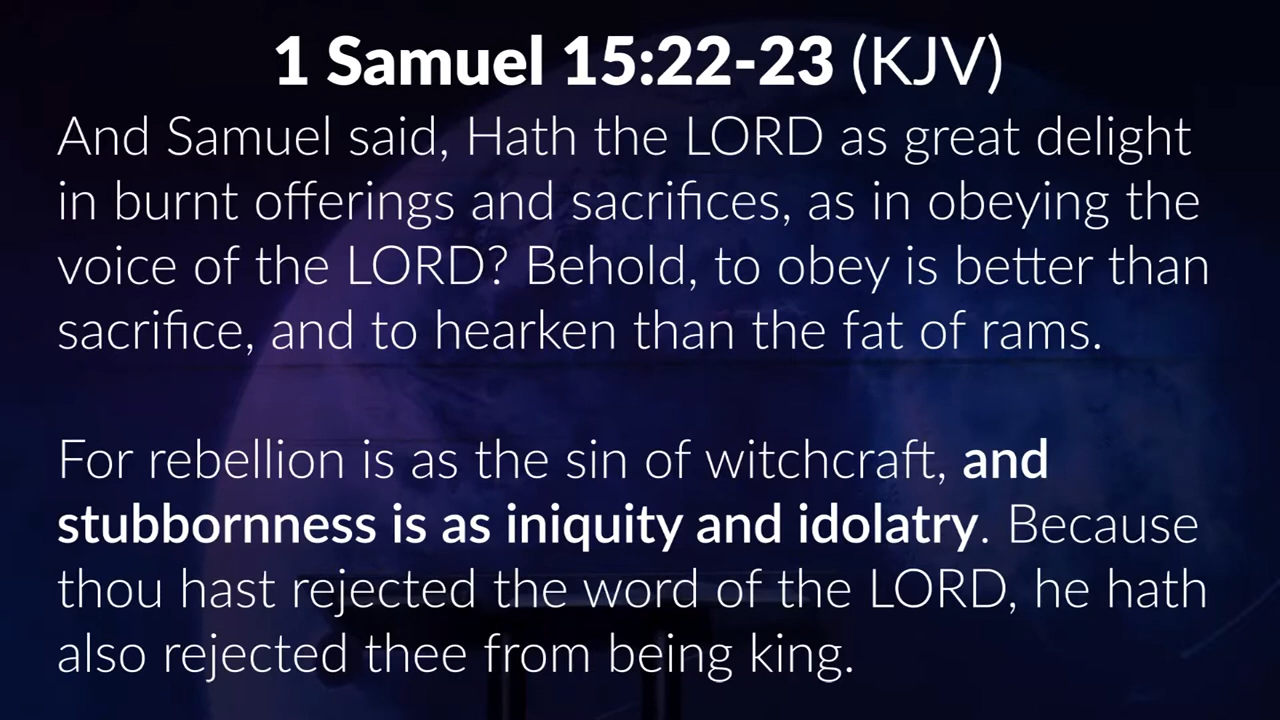 1 Samuel 15:22-23 (KJV)
And Samuel said, Hath the LORD as great delight
in burnt offerings and sacrifices, as in obeying the
voice of the LORD? Behold, to obey is better than
sacrifice, and to hearken than the fat of rams.
For rebellion is as the sin of witchcraft, and
stubbornness is as iniquity and idolatry. Because
thou hast rejected the word of the LORD, he hath
also rejected thee from being king.